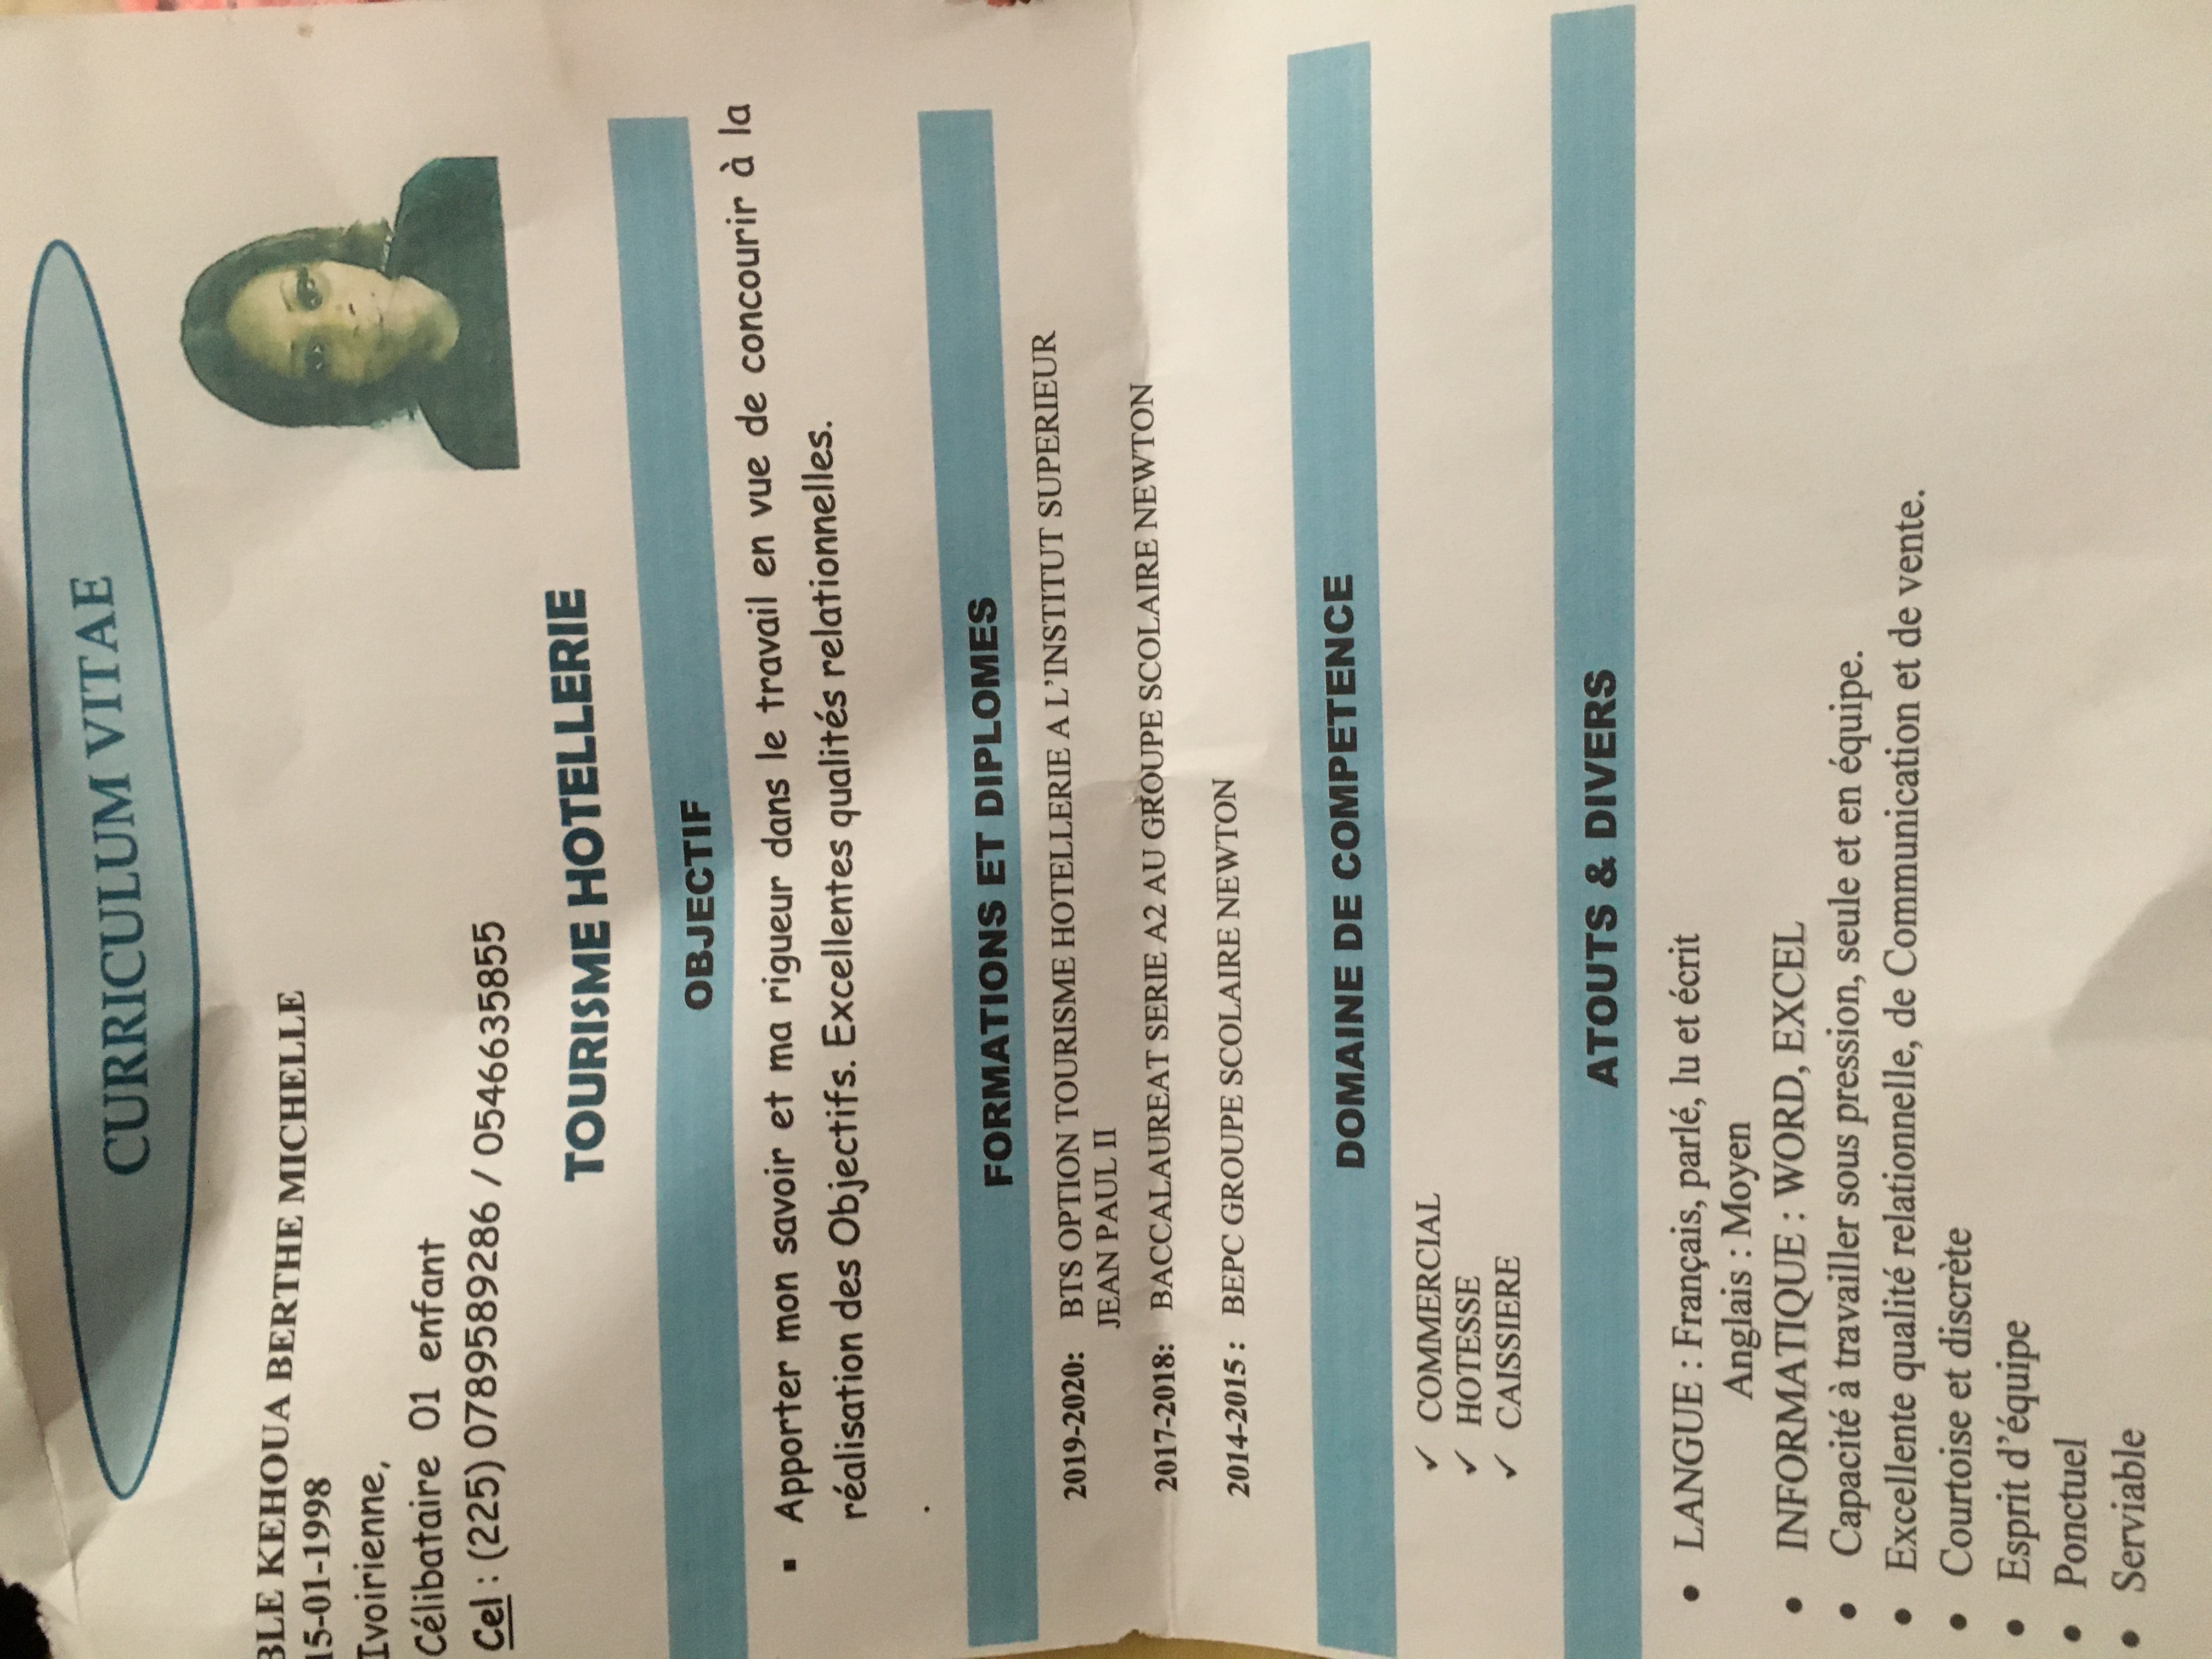 CURRICULUM VITAE
BLE KEHOUA BERTHE MICHELLE
15-01-1998
Ivoirienne,
Célibataire 01 enfant
Cel : (225) 0789589286 / 0546635855
TOURISME HOTELLERIE
OBJECTIF
▪ Apporter mon savoir et ma rigueur dans le travail en vue de concourir à la
réalisation des Objectifs. Excellentes qualités relationnelles.
.
FORMATIONS ET DIPLOMES
2019-2020: BTS OPTION TOURISME HOTELLERIE A L'INSTITUT SUPERIEUR
JEAN PAUL II
2017-2018: BACCALAUREAT SERIE A2 AU GROUPE SCOLAIRE NEWTON
2014-2015 : BEPC GROUPE SCOLAIRE NEWTON
DOMAINE DE COMPETENCE
✓ COMMERCIAL
✓ HOTESSE
✓ CAISSIERE
ATOUTS & DIVERS
• LANGUE : Français, parlé, lu et écrit
Anglais : Moyen
• INFORMATIQUE : WORD, EXCEL
• Capacité à travailler sous pression, seule et en équipe.
• Excellente qualité relationnelle, de Communication et de vente.
• Courtoise et discrète
• Esprit d'équipe
• Ponctuel
• Serviable